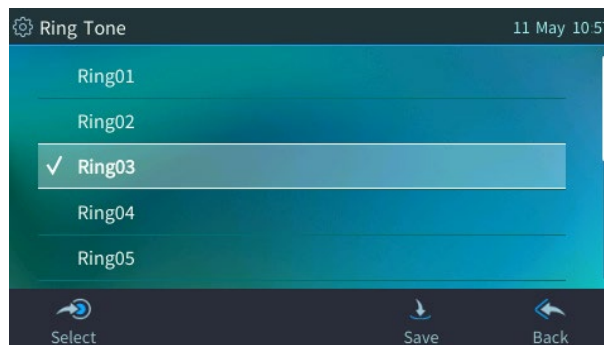 Ring Tone
11 May 10:57
Ring01
Ring02
Ring03
Ring04
Ring05
Select
Save
Back